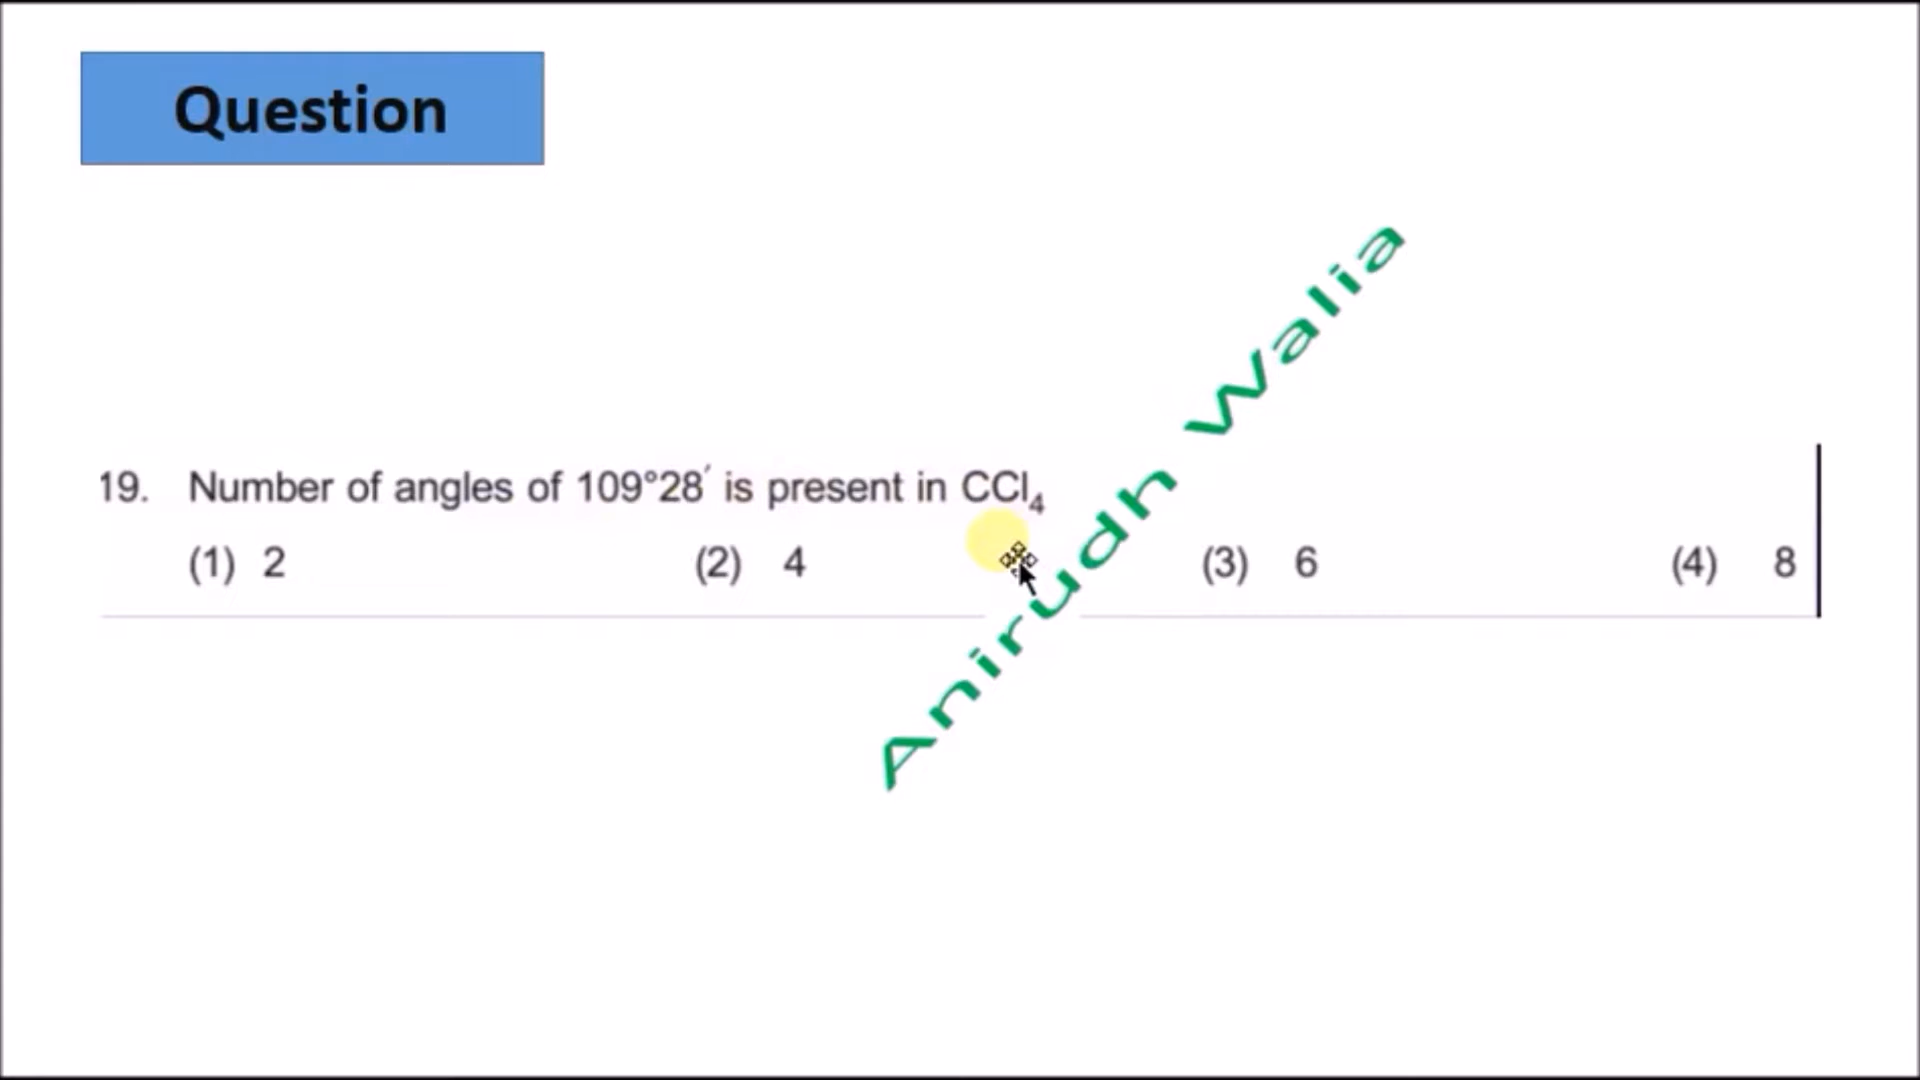 Question
19. Number of angles of 109°28′ is present in CCl₄
(1) 2 (2) 4 (3) 6 (4) 8
Anirudh Walia